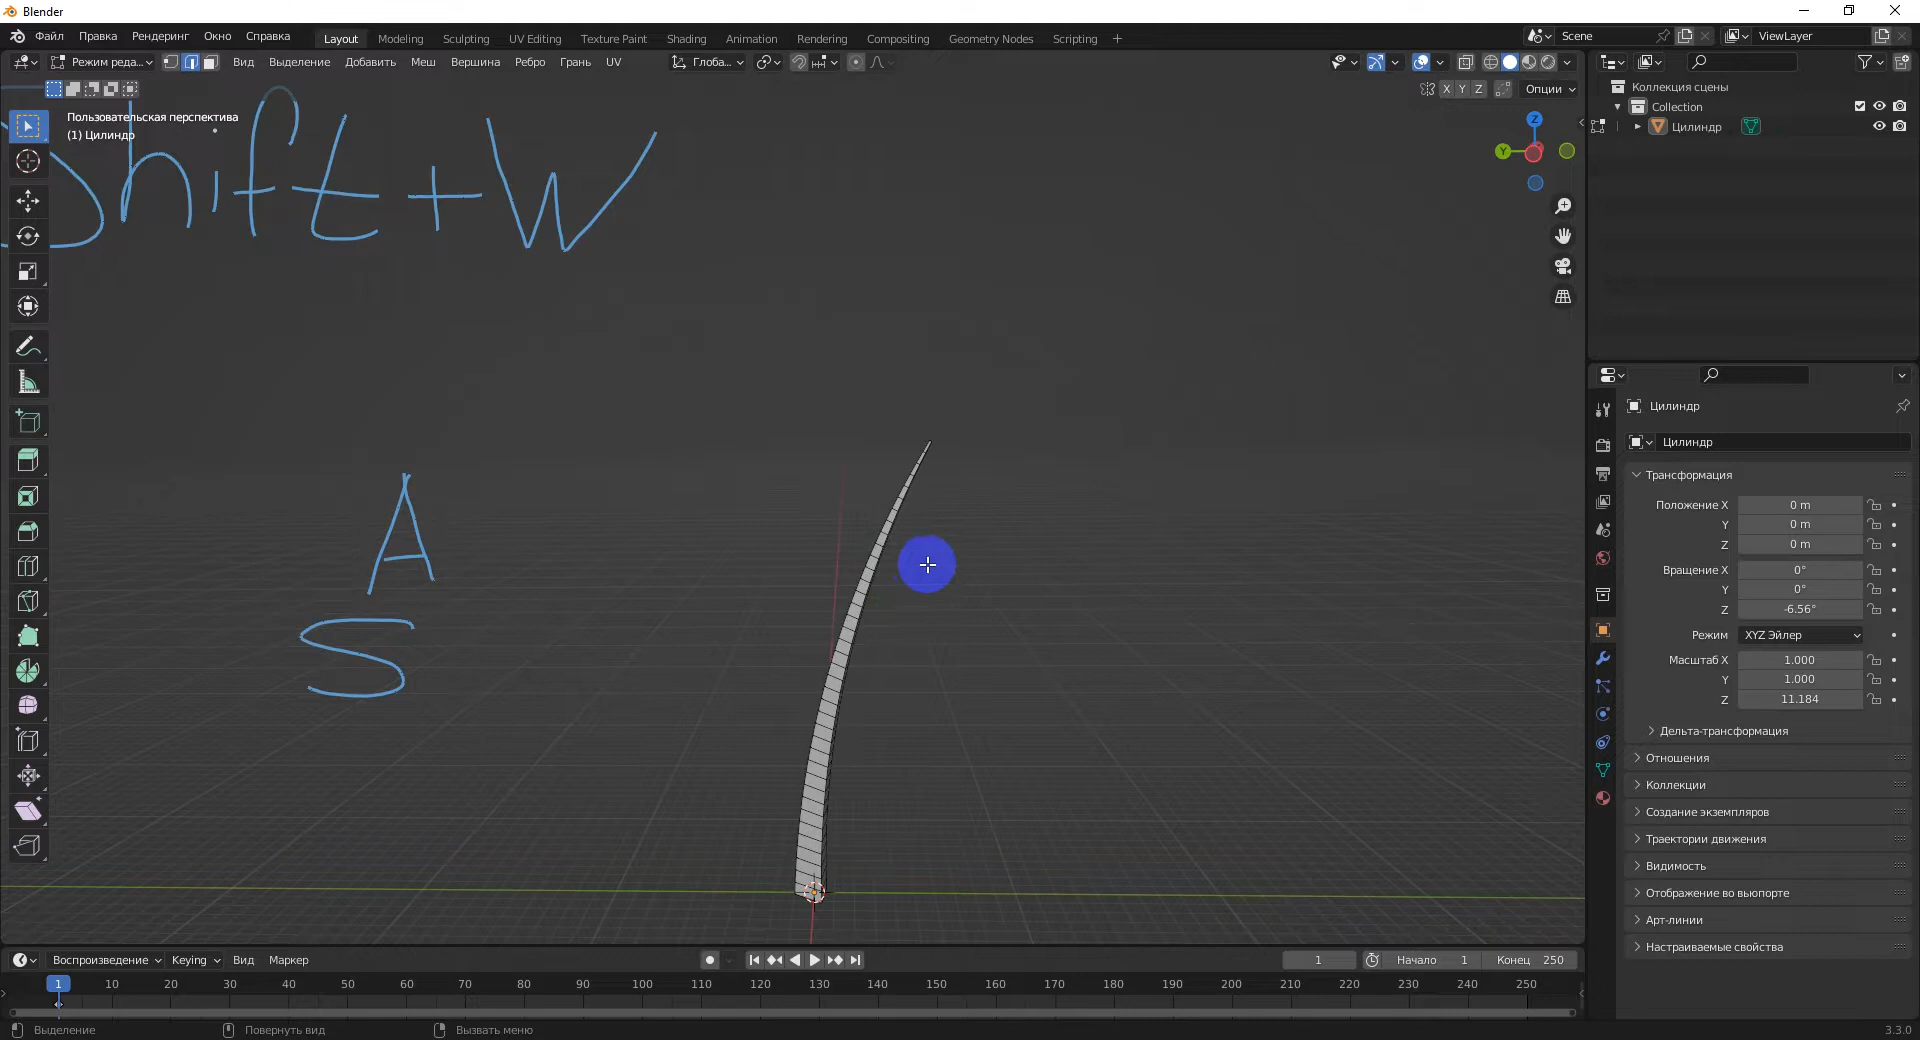 Blender
Файл Правка Рендеринг Окно Справка Layout Modeling Sculpting UV Editing Texture Paint Shading Animation Rendering Compositing Geometry Nodes Scripting + Scene ViewLayer
Режим реда... Вид Выделение Добавить Меш Вершина Ребро Грань UV Глоба...
X Y Z Опции
Пользовательская перспектива
(1) Цилиндр
Shift+W
A
S
Z
Y
Коллекция сцены
Collection
Цилиндр
Цилиндр
Цилиндр
Трансформация
Положение X 0 m
Y 0 m
Z 0 m
Вращение X 0°
Y 0°
Z -6.56°
Режим XYZ Эйлер
Масштаб X 1.000
Y 1.000
Z 11.184
Дельта-трансформация
Отношения
Коллекции
Создание экземпляров
Траектории движения
Видимость
Отображение во вьюпорте
Арт-линии
Настраиваемые свойства
Воспроизведение Keying Вид Маркер 1 Начало 1 Конец 250
1 10 20 30 40 50 60 70 80 90 100 110 120 130 140 150 160 170 180 190 200 210 220 230 240 250
Выделение Повернуть вид Вызвать меню 3.3.0